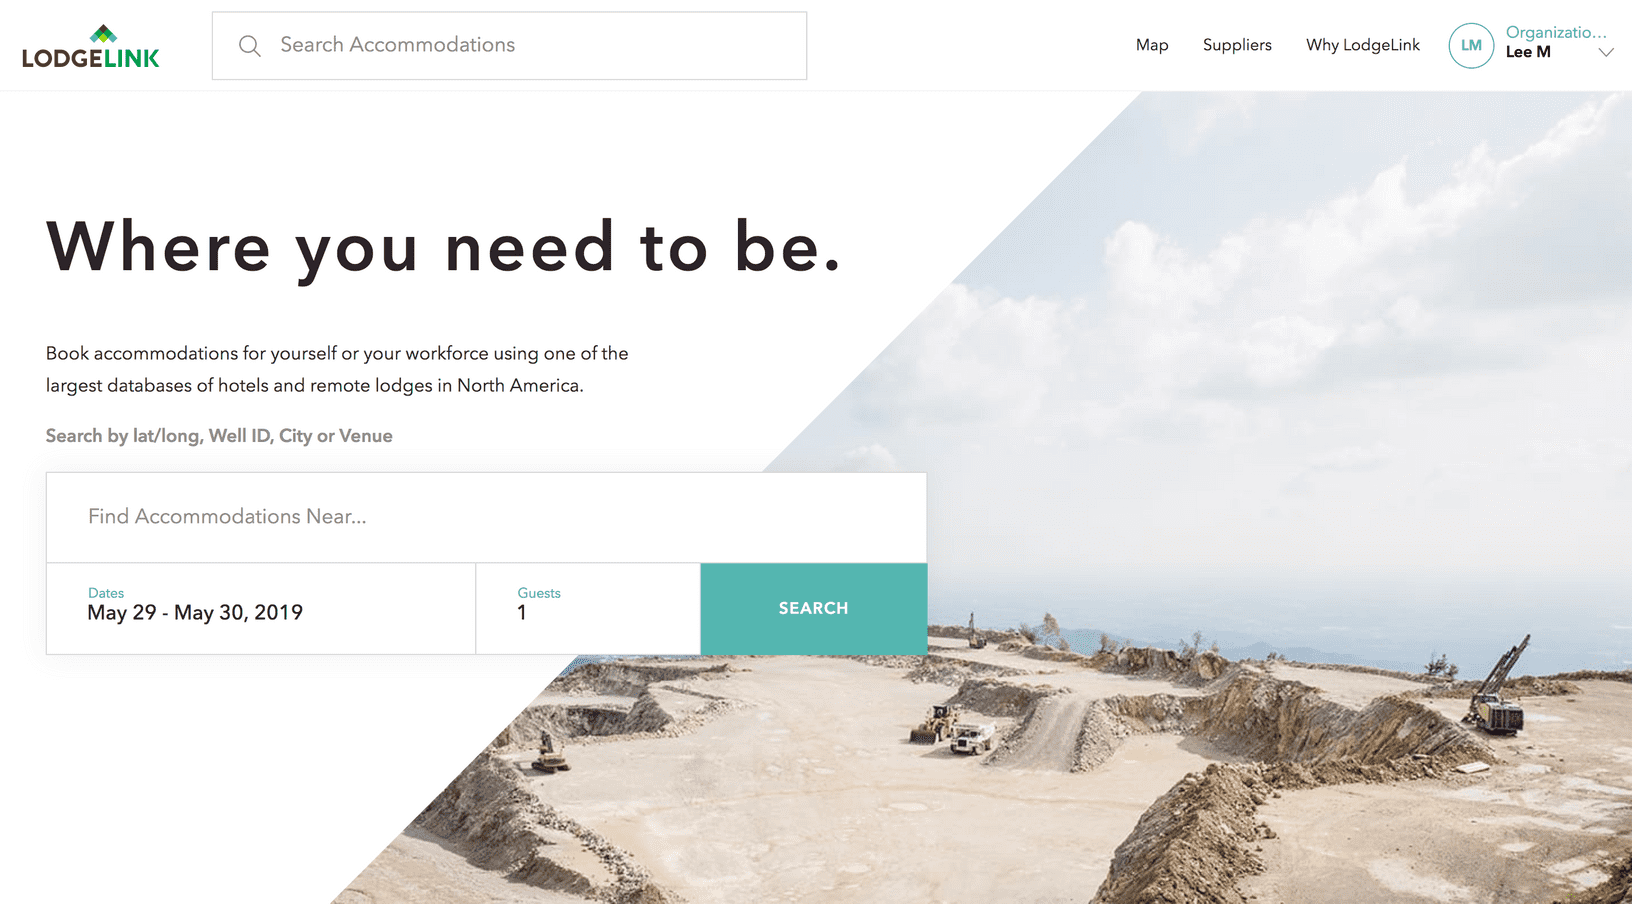 LODGELINK
Search Accommodations
Map
Suppliers
Why LodgeLink
LM
Organizatio...
Lee M
Where you need to be.
Book accommodations for yourself or your workforce using one of the
largest databases of hotels and remote lodges in North America.
Search by lat/long, Well ID, City or Venue
Find Accommodations Near...
Dates
May 29 - May 30, 2019
Guests
1
SEARCH